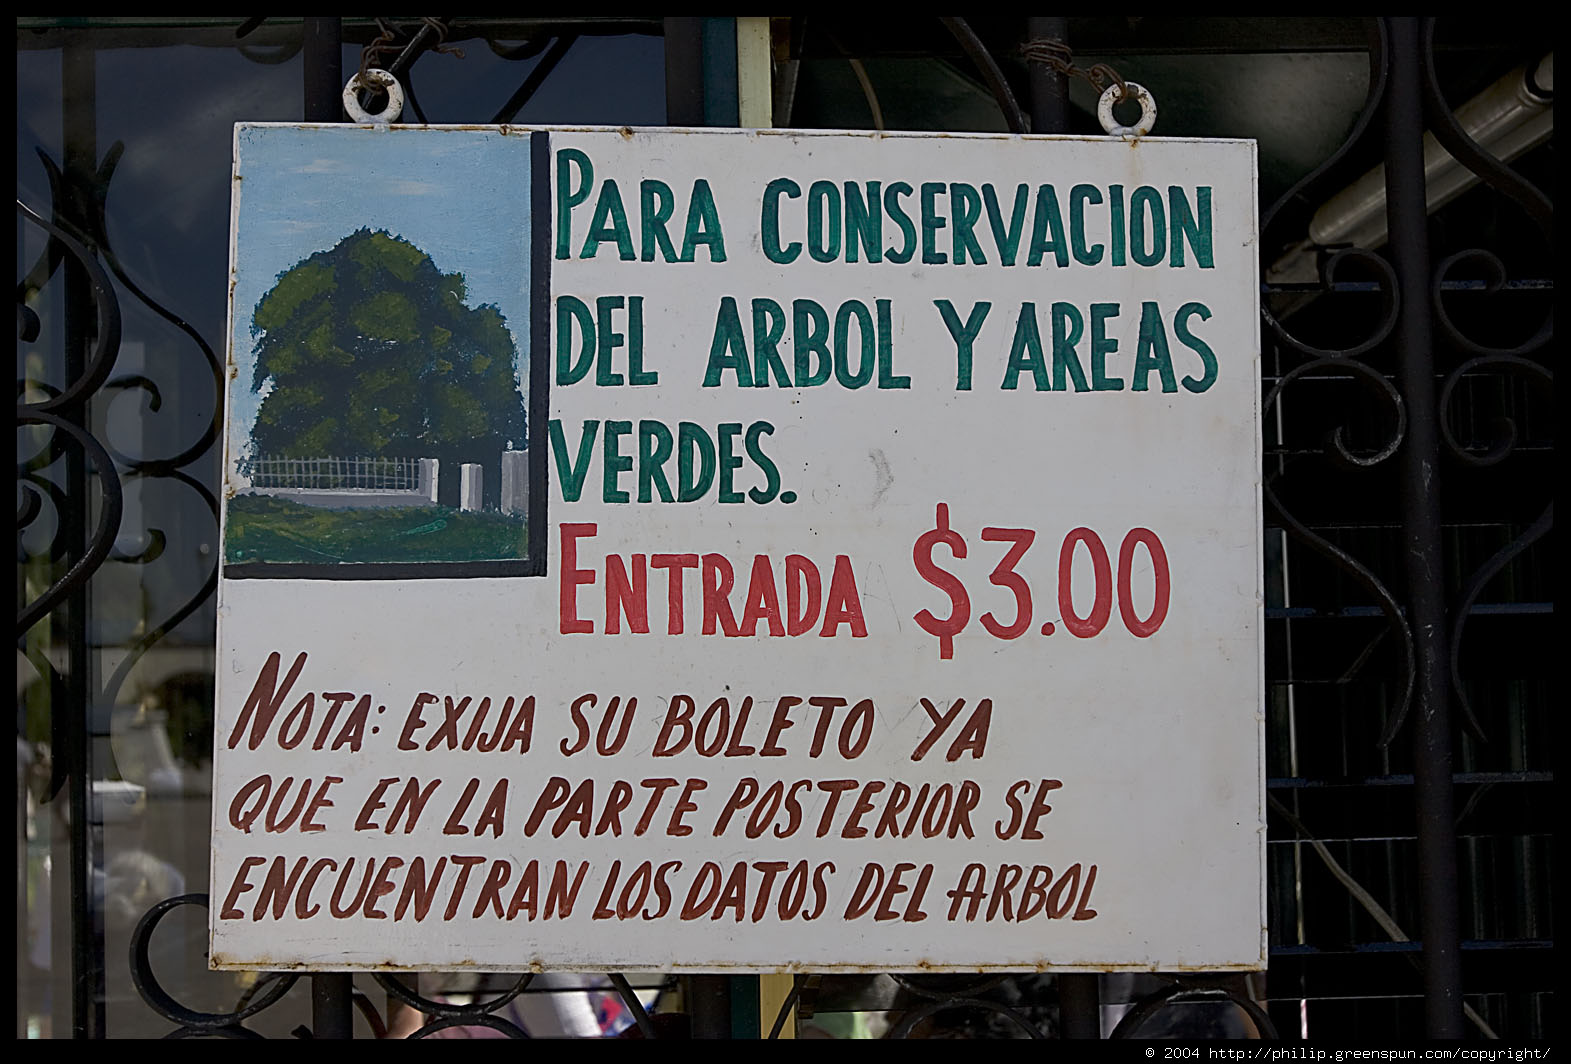 PARA CONSERVACION
DEL ARBOL Y AREAS
VERDES.
ENTRADA $3.00
NOTA: EXIJA SU BOLETO YA
QUE EN LA PARTE POSTERIOR SE
ENCUENTRAN LOS DATOS DEL ARBOL
© 2004 http://philip.greenspun.com/copyright/